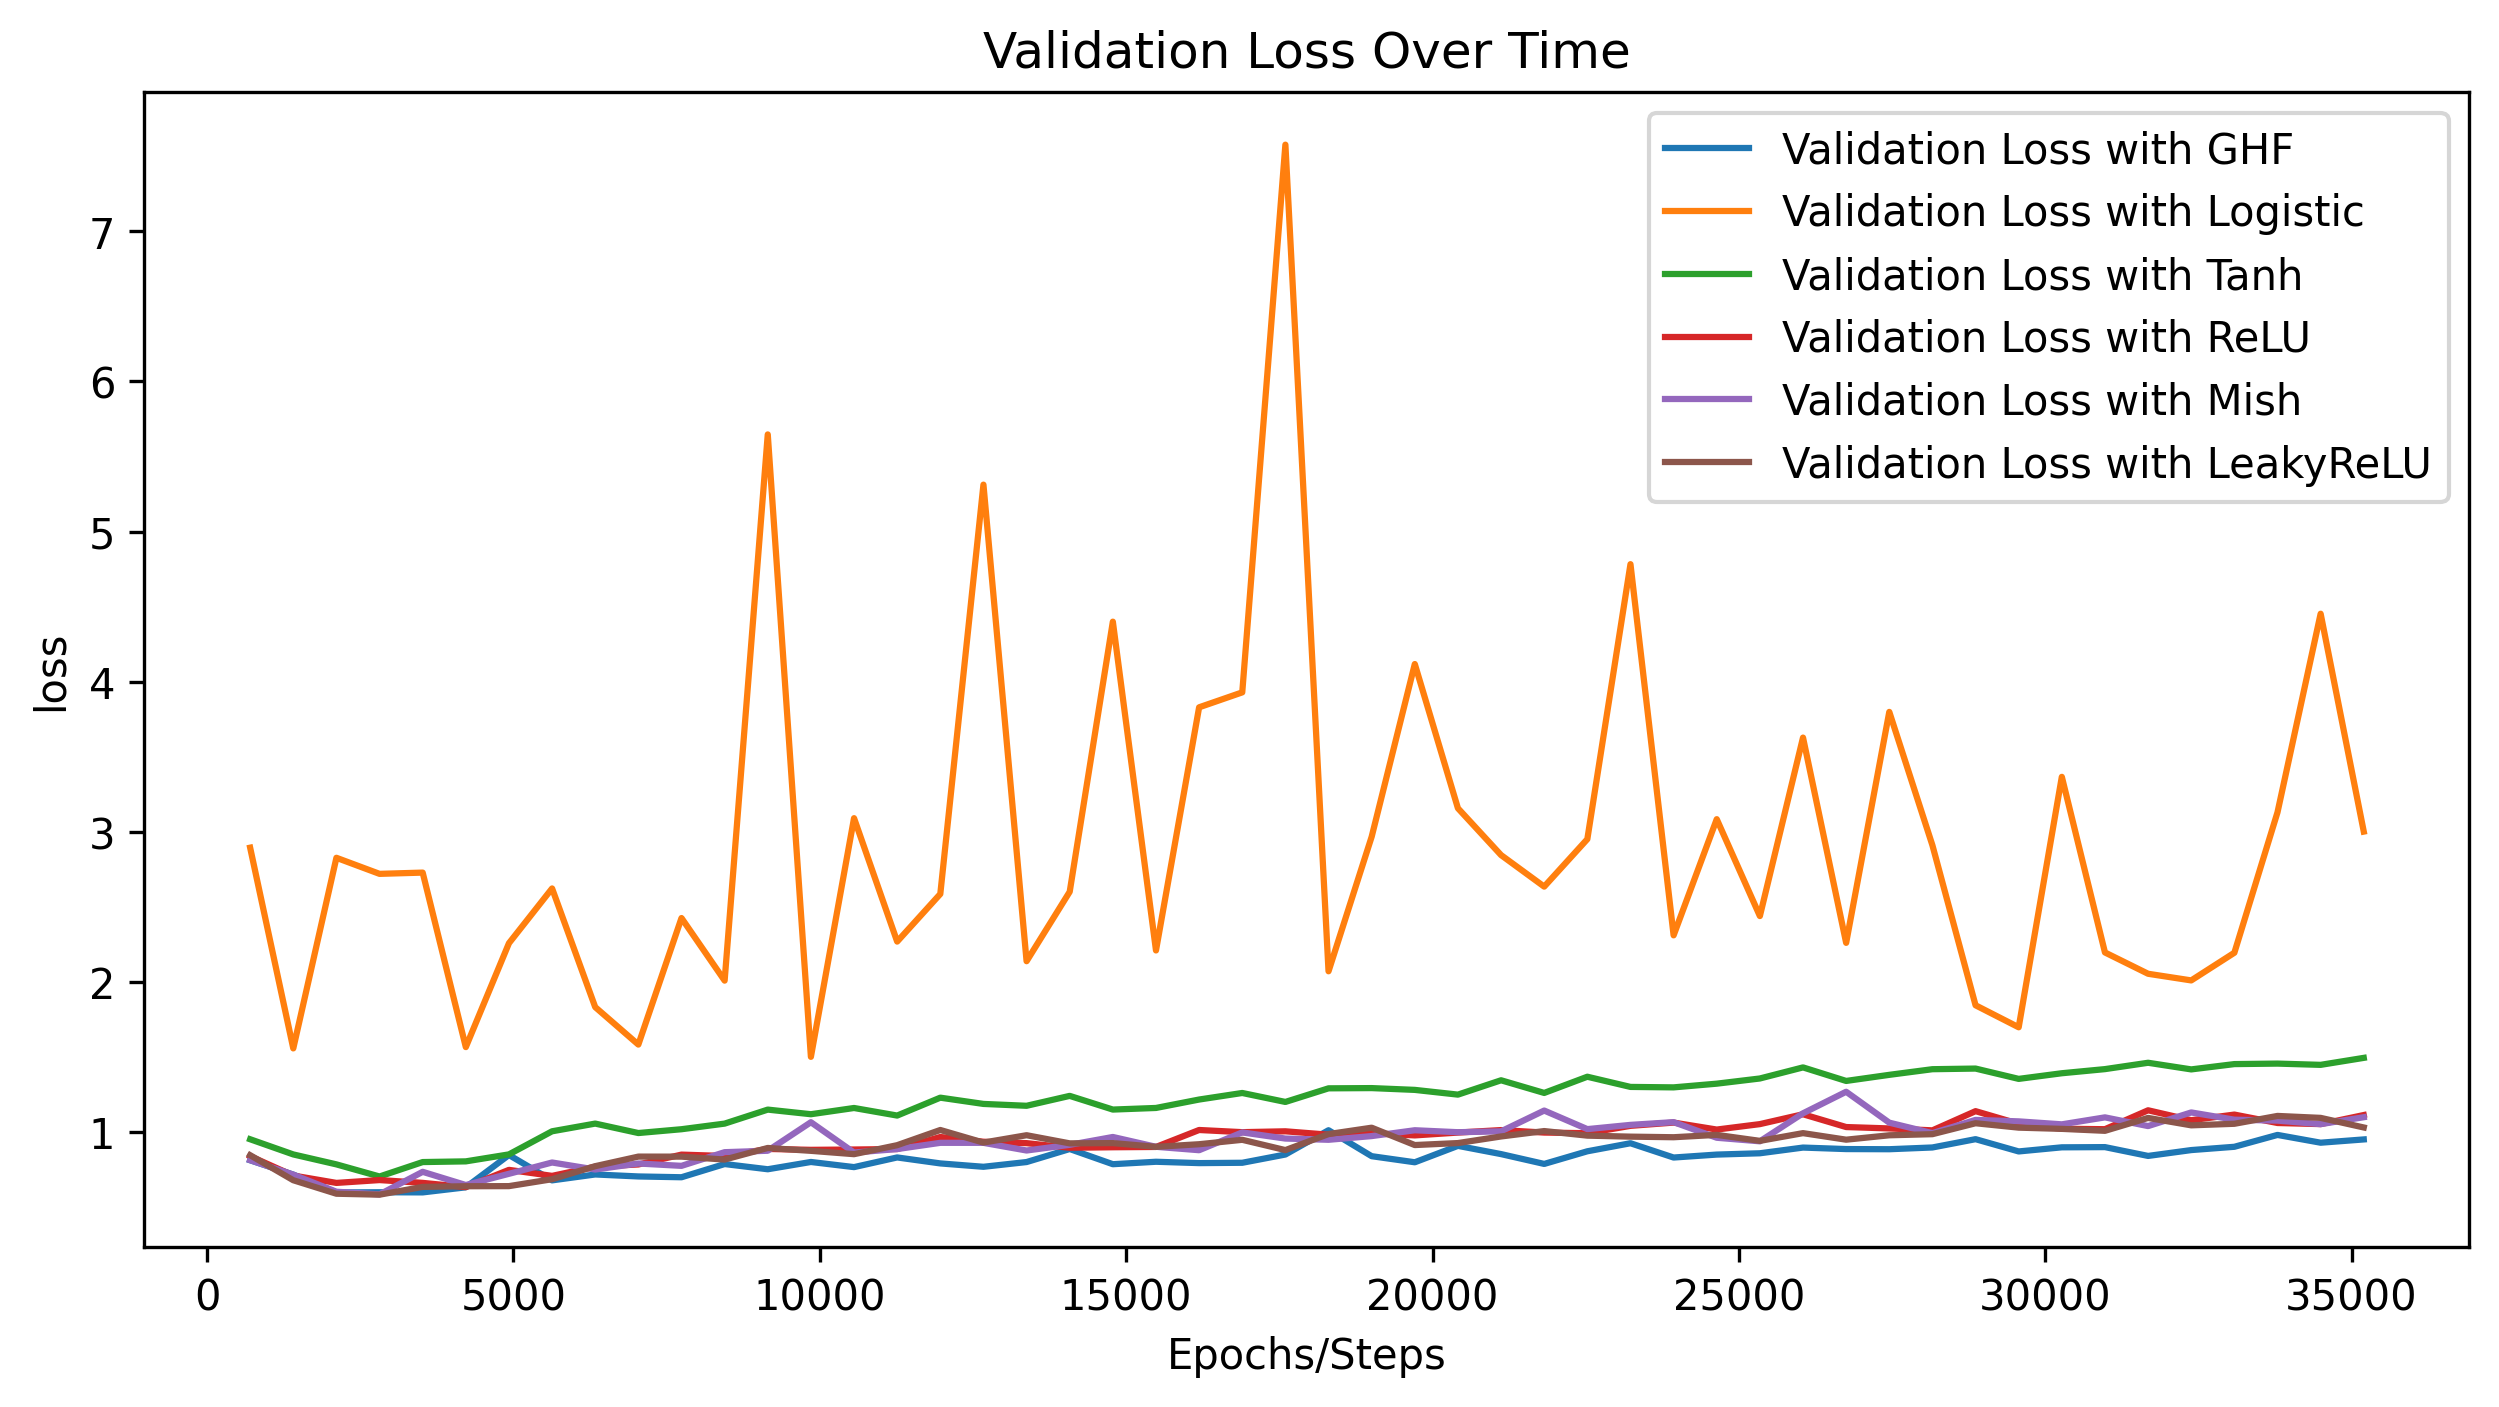 Validation Loss Over Time
Validation Loss with GHF
Validation Loss with Logistic
Validation Loss with Tanh
Validation Loss with ReLU
Validation Loss with Mish
Validation Loss with LeakyReLU
loss
7
6
5
4
3
2
1
0 5000 10000 15000 20000 25000 30000 35000
Epochs/Steps